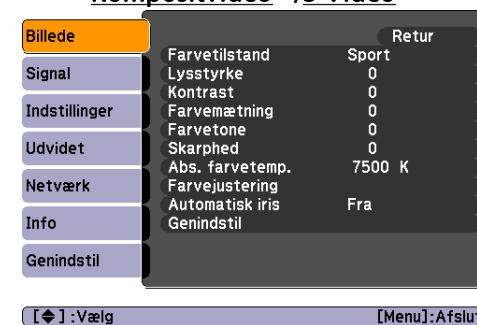 Kompositvideo /S-Video
Billede
Signal
Indstillinger
Udvidet
Netværk
Info
Genindstil
Retur
Farvetilstand Sport
Lysstyrke 0
Kontrast 0
Farvemætning 0
Farvetone 0
Skarphed 0
Abs. farvetemp. 7500 K
Farvejustering
Automatisk iris Fra
Genindstil
[◆] :Vælg [Menu]:Afslut